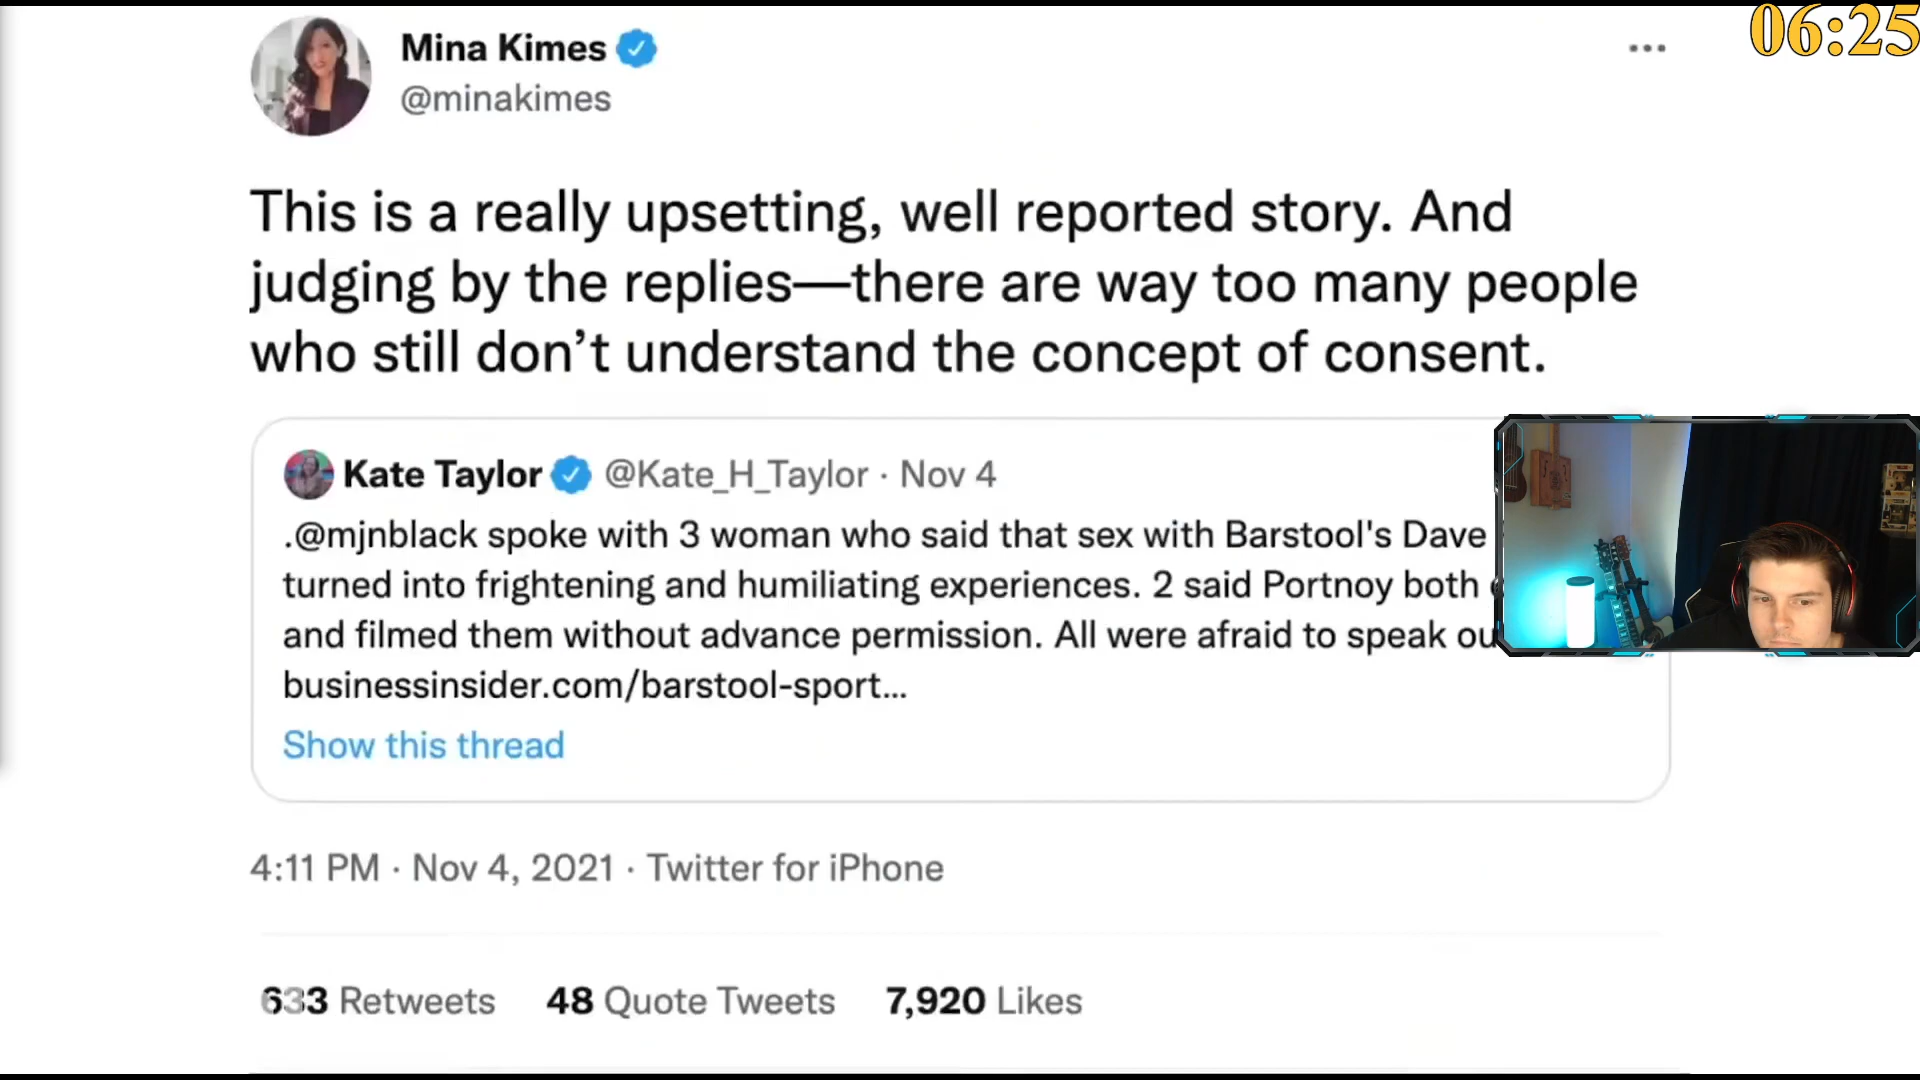 06:25
Mina Kimes
@minakimes
This is a really upsetting, well reported story. And
judging by the replies—there are way too many people
who still don’t understand the concept of consent.
Kate Taylor @Kate_H_Taylor · Nov 4
.@mjnblack spoke with 3 woman who said that sex with Barstool's Dave
turned into frightening and humiliating experiences. 2 said Portnoy both
and filmed them without advance permission. All were afraid to speak
businessinsider.com/barstool-sport...
Show this thread
4:11 PM · Nov 4, 2021 · Twitter for iPhone
633 Retweets 48 Quote Tweets 7,920 Likes